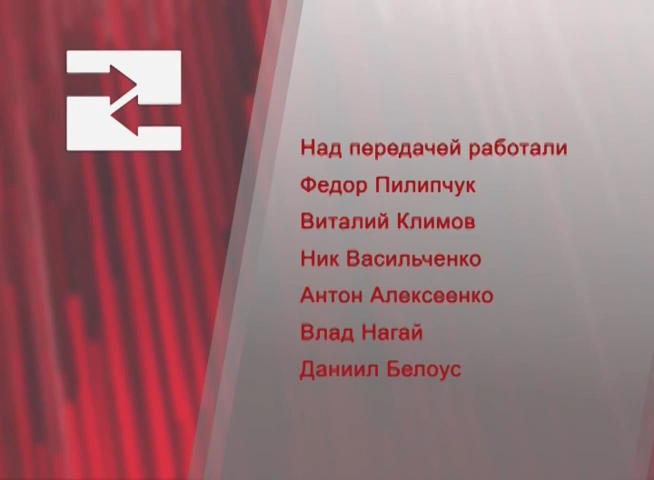 Над передачей работали
Федор Пилипчук
Виталий Климов
Ник Васильченко
Антон Алексеенко
Влад Нагай
Даниил Белоус